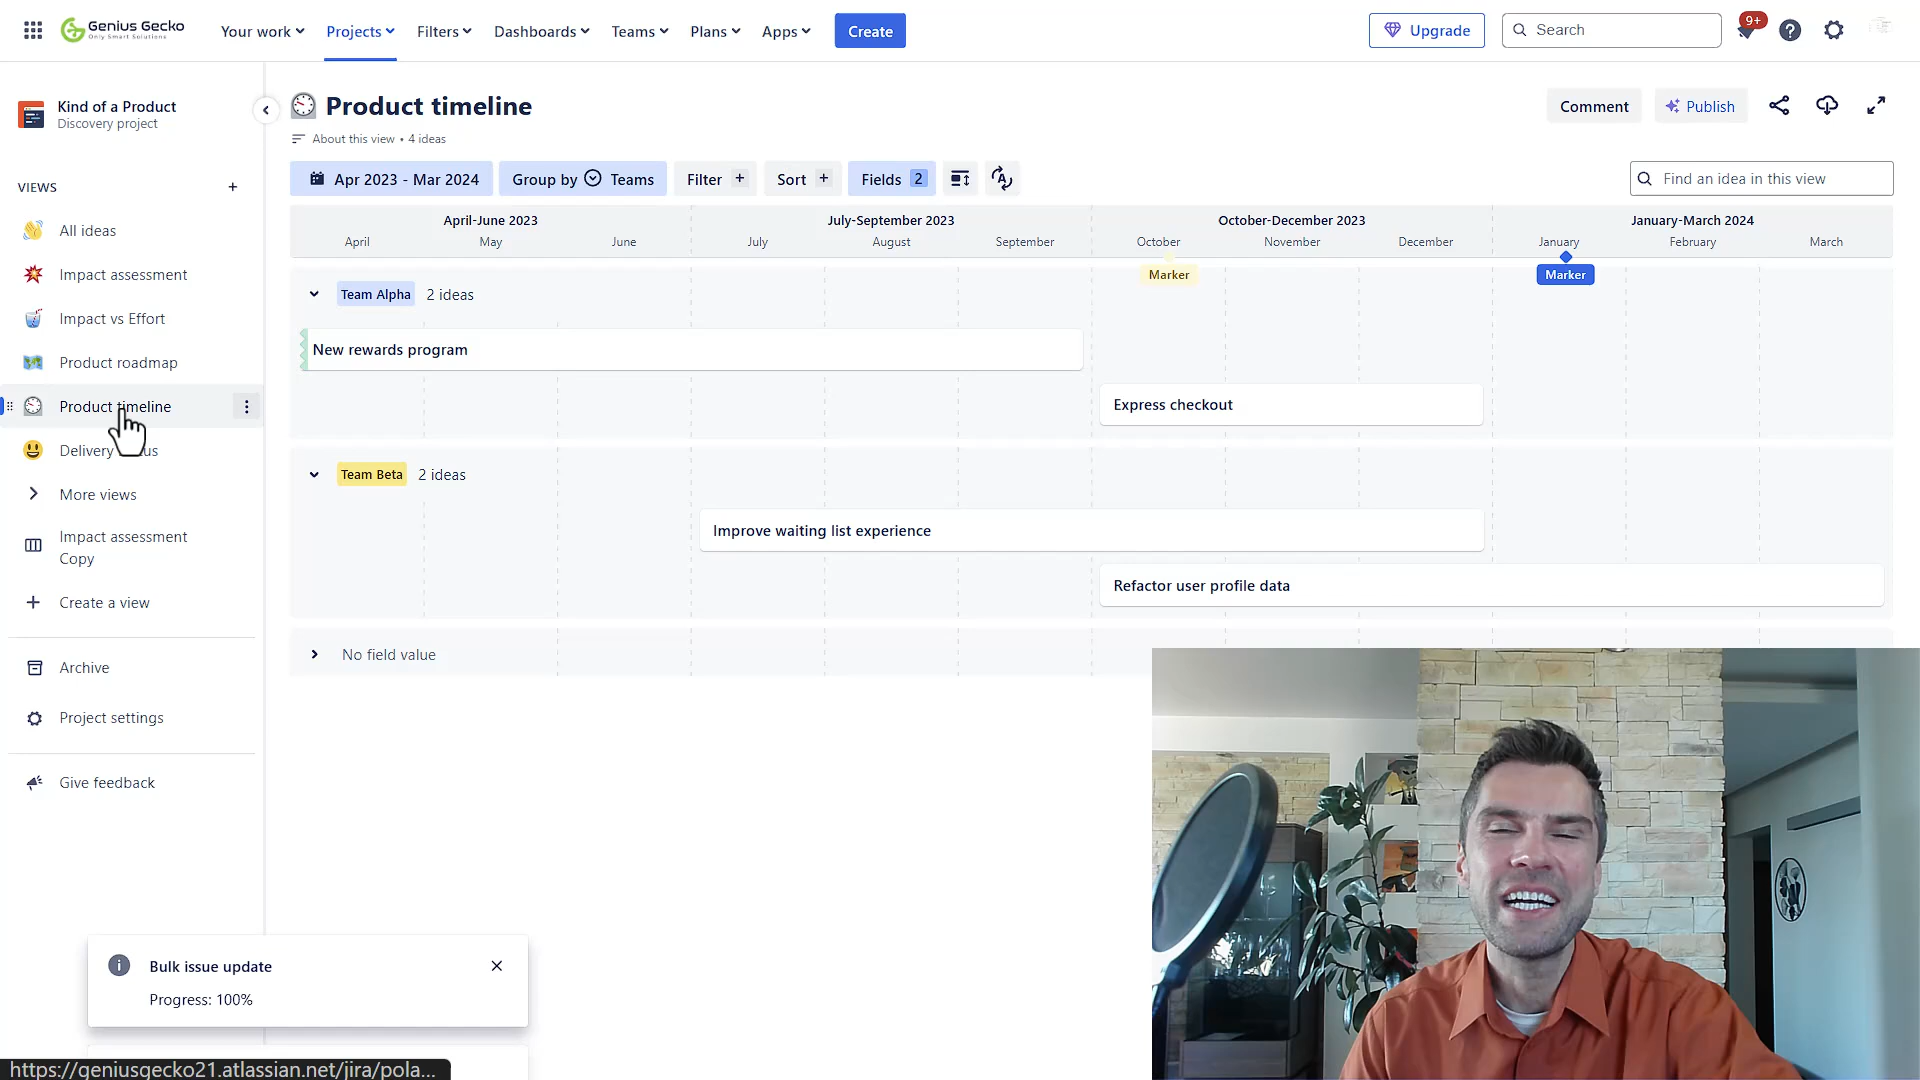 Genius Gecko
Only Smart Solutions
Your work
Projects
Filters
Dashboards
Teams
Plans
Apps
Create
Upgrade
Search
9+
Kind of a Product
Discovery project
VIEWS
All ideas
Impact assessment
Impact vs Effort
Product roadmap
Product timeline
Delivery
us
More views
Impact assessment
Copy
Create a view
Archive
Project settings
Give feedback
Product timeline
About this view • 4 ideas
Comment
Publish
Apr 2023 - Mar 2024
Group by Teams
Filter
Sort
Fields 2
Find an idea in this view
April-June 2023
July-September 2023
October-December 2023
January-March 2024
April
May
June
July
August
September
October
November
December
January
February
March
Marker
Marker
Team Alpha 2 ideas
New rewards program
Express checkout
Team Beta 2 ideas
Improve waiting list experience
Refactor user profile data
No field value
Bulk issue update
Progress: 100%
https://geniusgecko21.atlassian.net/jira/pola...